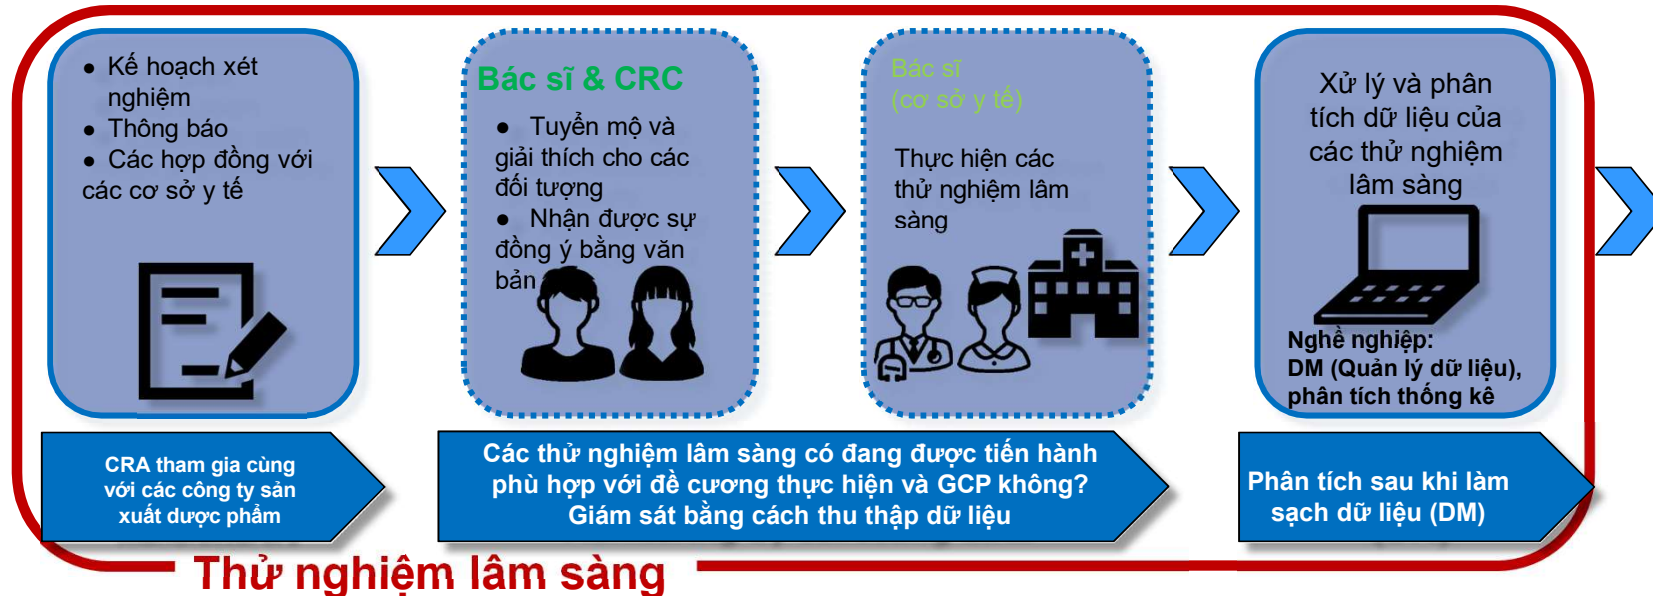 ● Kế hoạch xét
nghiệm
● Thông báo
● Các hợp đồng với
các cơ sở y tế
Bác sĩ & CRC
● Tuyển mộ và
giải thích cho các
đối tượng
● Nhận được sự
đồng ý bằng văn
bản
Bác sĩ
(cơ sở y tế)
Thực hiện các
thử nghiệm lâm
sàng
Xử lý và phân
tích dữ liệu của
các thử nghiệm
lâm sàng
Nghề nghiệp:
DM (Quản lý dữ liệu),
phân tích thống kê
CRA tham gia cùng
với các công ty sản
xuất dược phẩm
Các thử nghiệm lâm sàng có đang được tiến hành
phù hợp với đề cương thực hiện và GCP không?
Giám sát bằng cách thu thập dữ liệu
Phân tích sau khi làm
sạch dữ liệu (DM)
Thử nghiệm lâm sàng